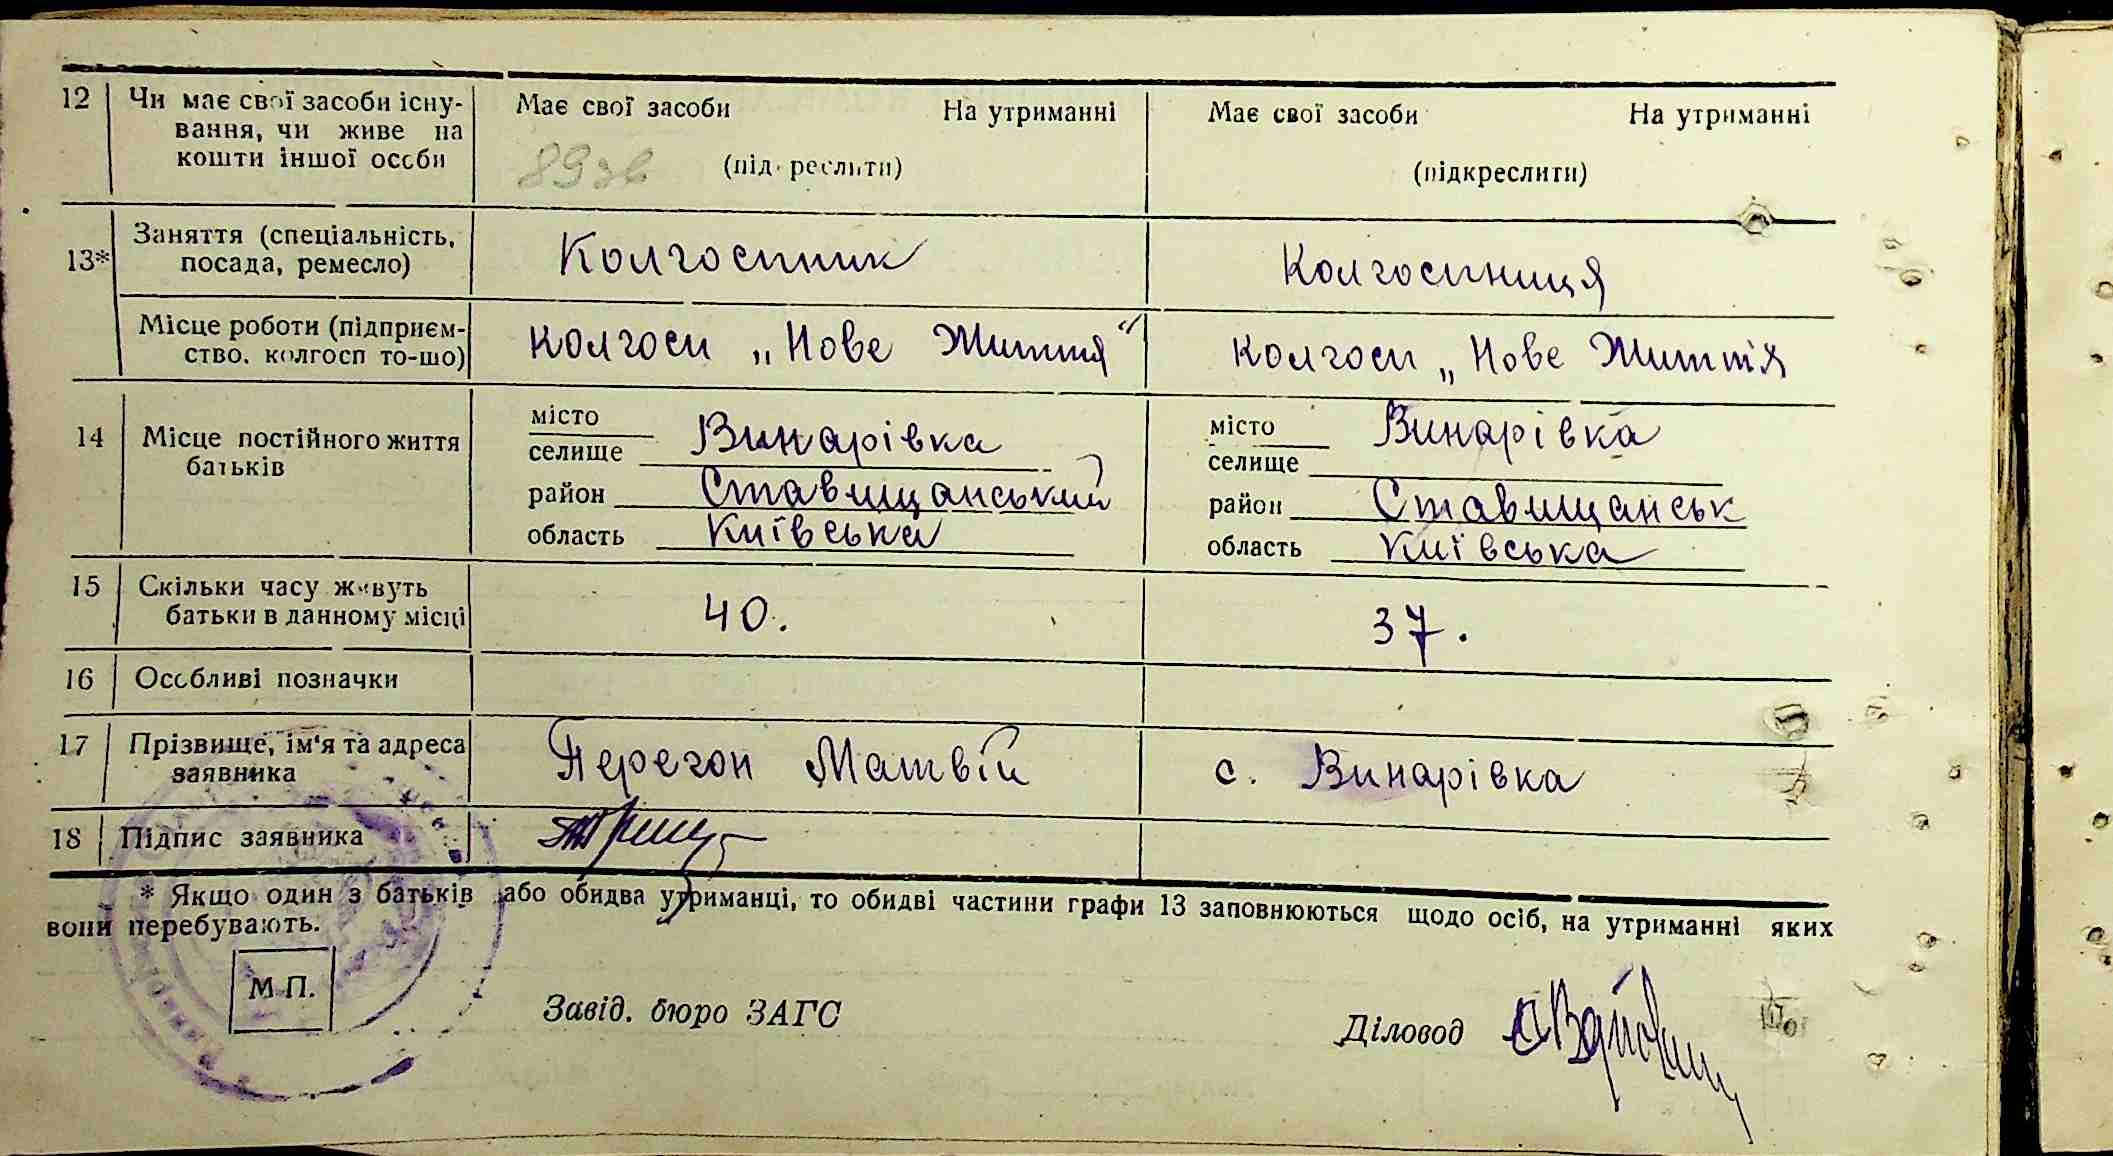 12 Чи має свої засоби існу- Має свої засоби На утриманні Має свої засоби На утриманні
вання, чи живе на
кошти іншої особи (підкреслити) (підкреслити)
13* Заняття (спеціальність, Колгоспник Колгоспниця
посада, ремесло)
Місце роботи (підприєм- колгосп „Нове Життя“ колгосп „Нове Життя
ство, колгосп то-що)
14 Місце постійного життя місто Винарівка місто Винарівка
батьків селище селище
район Ставищанський район Ставищанськ
область Київська область Київська
15 Скільки часу живуть 40. 37.
батьки в данному місці
16 Особливі позначки
17 Прізвище, ім‘я та адреса Перегон Матвій с. Винарівка
заявника
18 Підпис заявника
* Якщо один з батьків або обидва утриманці, то обидві частини графи 13 заповнюються щодо осіб, на утриманні яких
вони перебувають.
М.П.
Завід. бюро ЗАГС Діловод